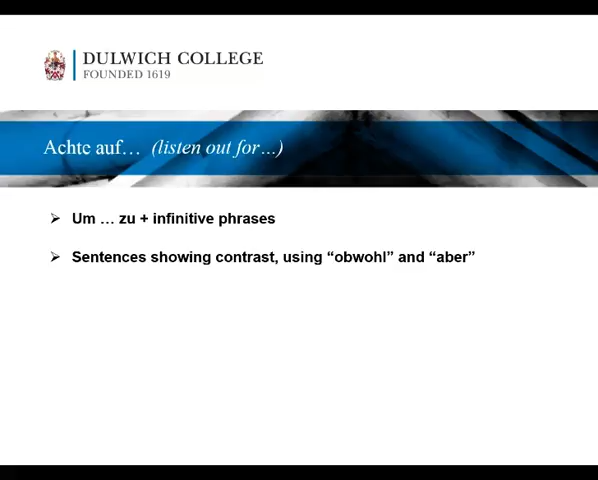 DULWICH COLLEGE
FOUNDED 1619
Achte auf… (listen out for…)
Um … zu + infinitive phrases
Sentences showing contrast, using “obwohl” and “aber”